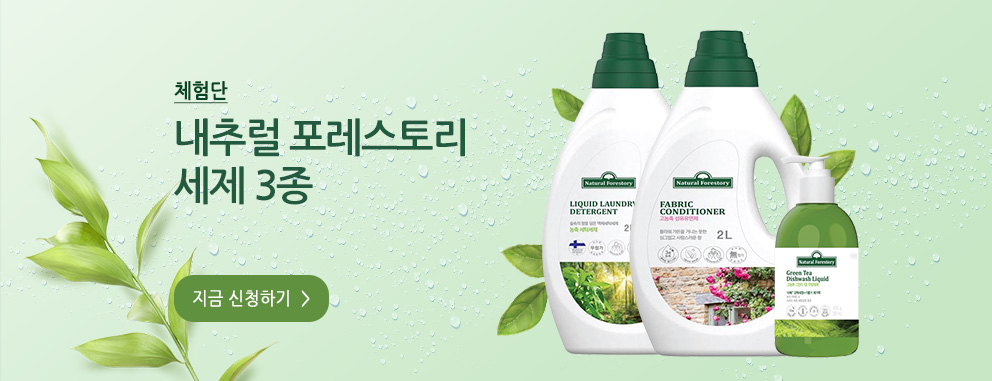 체험단
내추럴 포레스토리
세제 3종
지금 신청하기 >
Natural Forestory
LIQUID LAUNDRY
DETERGENT
농축 세탁세제
Natural Forestory
FABRIC
CONDITIONER
고농축 섬유유연제
2L
Natural Forestory
Green Tea
Dishwash Liquid